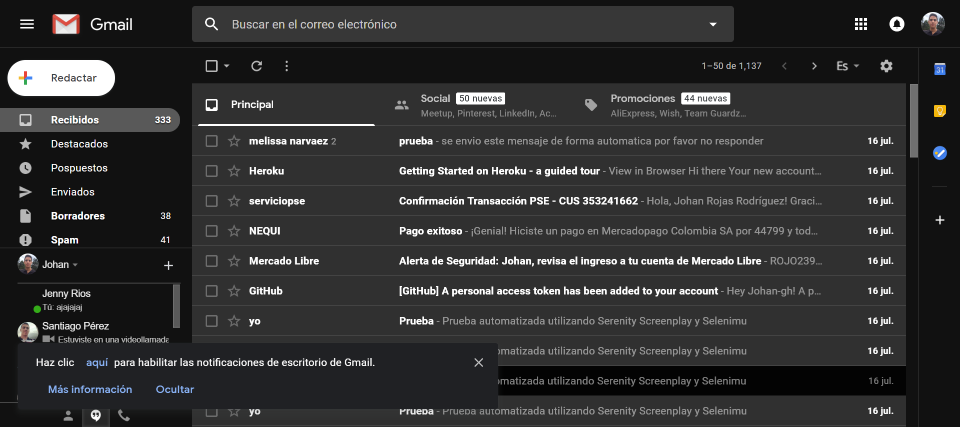 Gmail
Buscar en el correo electrónico
Redactar
1–50 de 1,137
Es
31
Recibidos 333
Destacados
Pospuestos
Enviados
Borradores 38
Spam 41
Johan
Jenny Rios
Tú: ajajajaj
Santiago Pérez
Estuviste en una videollamada
Principal
Social 50 nuevas
Meetup, Pinterest, LinkedIn, Ac…
Promociones 44 nuevas
AliExpress, Wish, Team Guardz…
melissa narvaez 2 prueba - se envio este mensaje de forma automatica por favor no responder 16 jul.
Heroku Getting Started on Heroku - a guided tour - View in Browser Hi there Your new account… 16 jul.
serviciopse Confirmación Transacción PSE - CUS 353241662 - Hola, Johan Rojas Rodríguez! Graci… 16 jul.
NEQUI Pago exitoso - ¡Genial! Hiciste un pago en Mercadopago Colombia SA por 44799 y tod… 16 jul.
Mercado Libre Alerta de Seguridad: Johan, revisa el ingreso a tu cuenta de Mercado Libre - ROJO239… 16 jul.
GitHub [GitHub] A personal access token has been added to your account - Hey Johan-gh! A p… 16 jul.
yo Prueba - Prueba automatizada utilizando Serenity Screenplay y Selenimu 16 jul.
utilizando Serenity Screenplay y Selenimu 16 jul.
utilizando Serenity Screenplay y Selenimu 16 jul.
yo Prueba - Prueba automatizada utilizando Serenity Screenplay y Selenimu 16 jul.
Haz clic aquí para habilitar las notificaciones de escritorio de Gmail.
Más información Ocultar